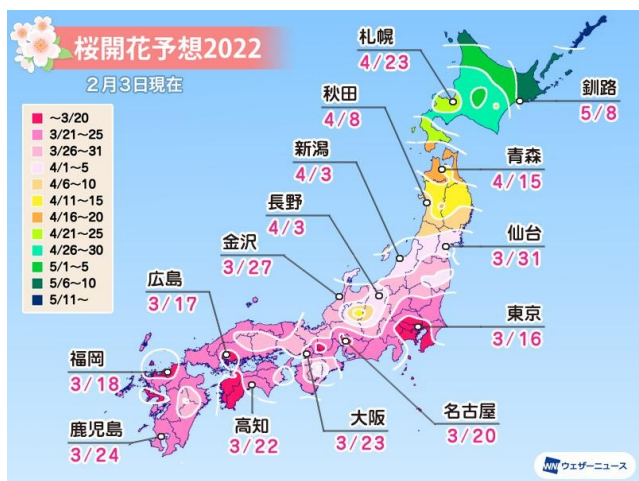 桜開花予想2022
2月3日現在
～3/20
3/21～25
3/26～31
4/1～5
4/6～10
4/11～15
4/16～20
4/21～25
4/26～30
5/1～5
5/6～10
5/11～
札幌
4/23
釧路
5/8
秋田
4/8
青森
4/15
新潟
4/3
長野
4/3
仙台
3/31
金沢
3/27
広島
3/17
東京
3/16
福岡
3/18
名古屋
3/20
大阪
3/23
高知
3/22
鹿児島
3/24
WNI ウェザーニュース